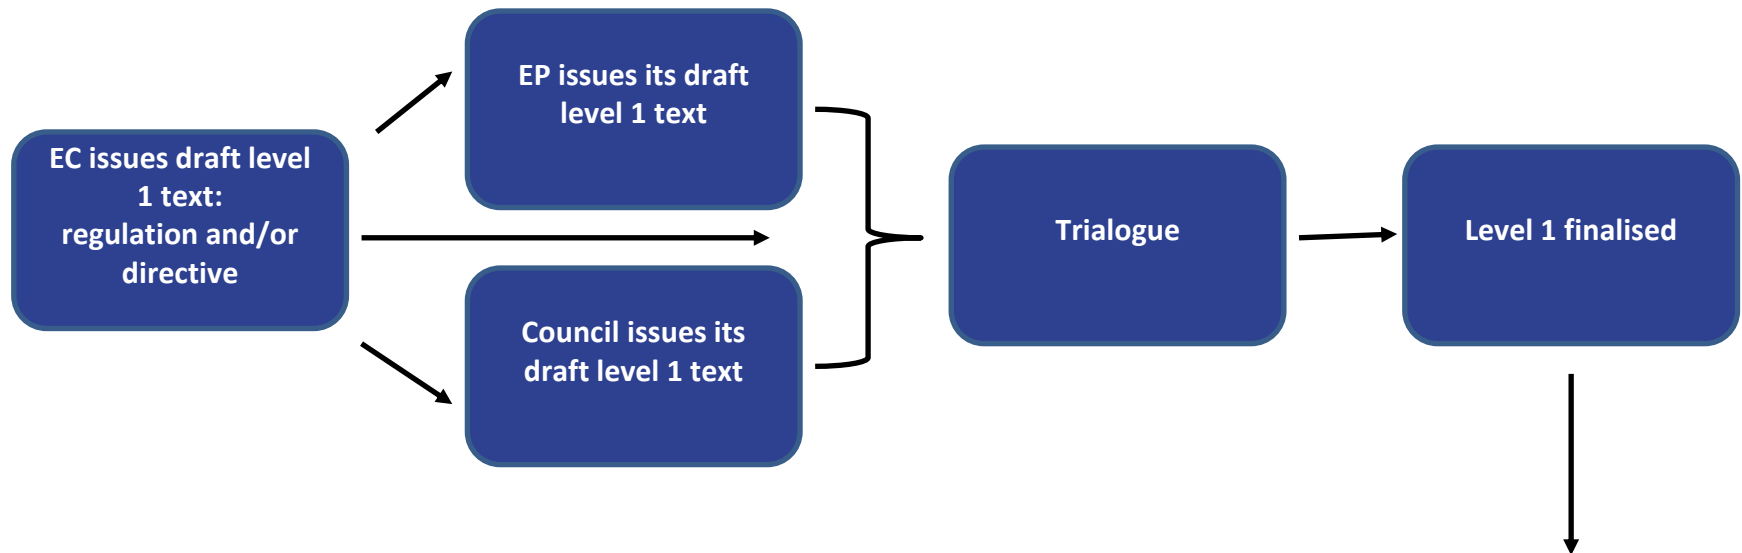 EC issues draft level
1 text:
regulation and/or
directive
EP issues its draft
level 1 text
Council issues its
draft level 1 text
Trialogue
Level 1 finalised